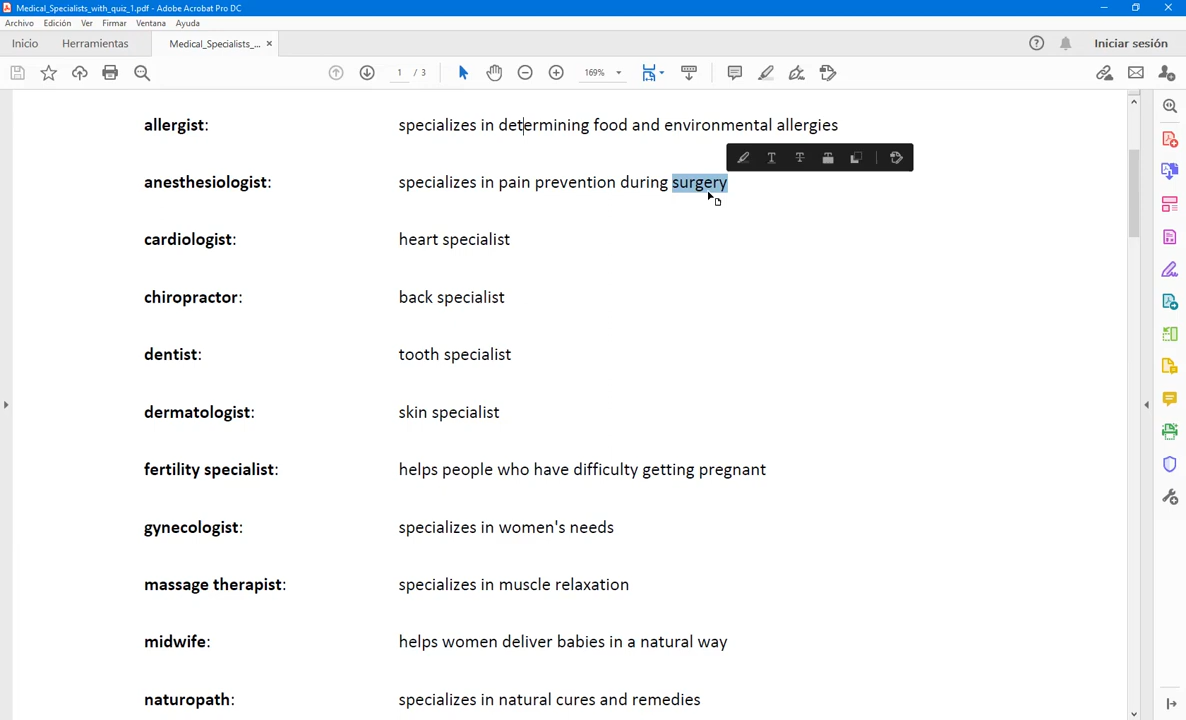 Medical_Specialists_with_quiz_1.pdf - Adobe Acrobat Pro DC
Archivo Edición Ver Firmar Ventana Ayuda
Inicio Herramientas Medical_Specialists_... × Iniciar sesión
1 / 3 169%
allergist: specializes in determining food and environmental allergies
anesthesiologist: specializes in pain prevention during surgery
cardiologist: heart specialist
chiropractor: back specialist
dentist: tooth specialist
dermatologist: skin specialist
fertility specialist: helps people who have difficulty getting pregnant
gynecologist: specializes in women's needs
massage therapist: specializes in muscle relaxation
midwife: helps women deliver babies in a natural way
naturopath: specializes in natural cures and remedies